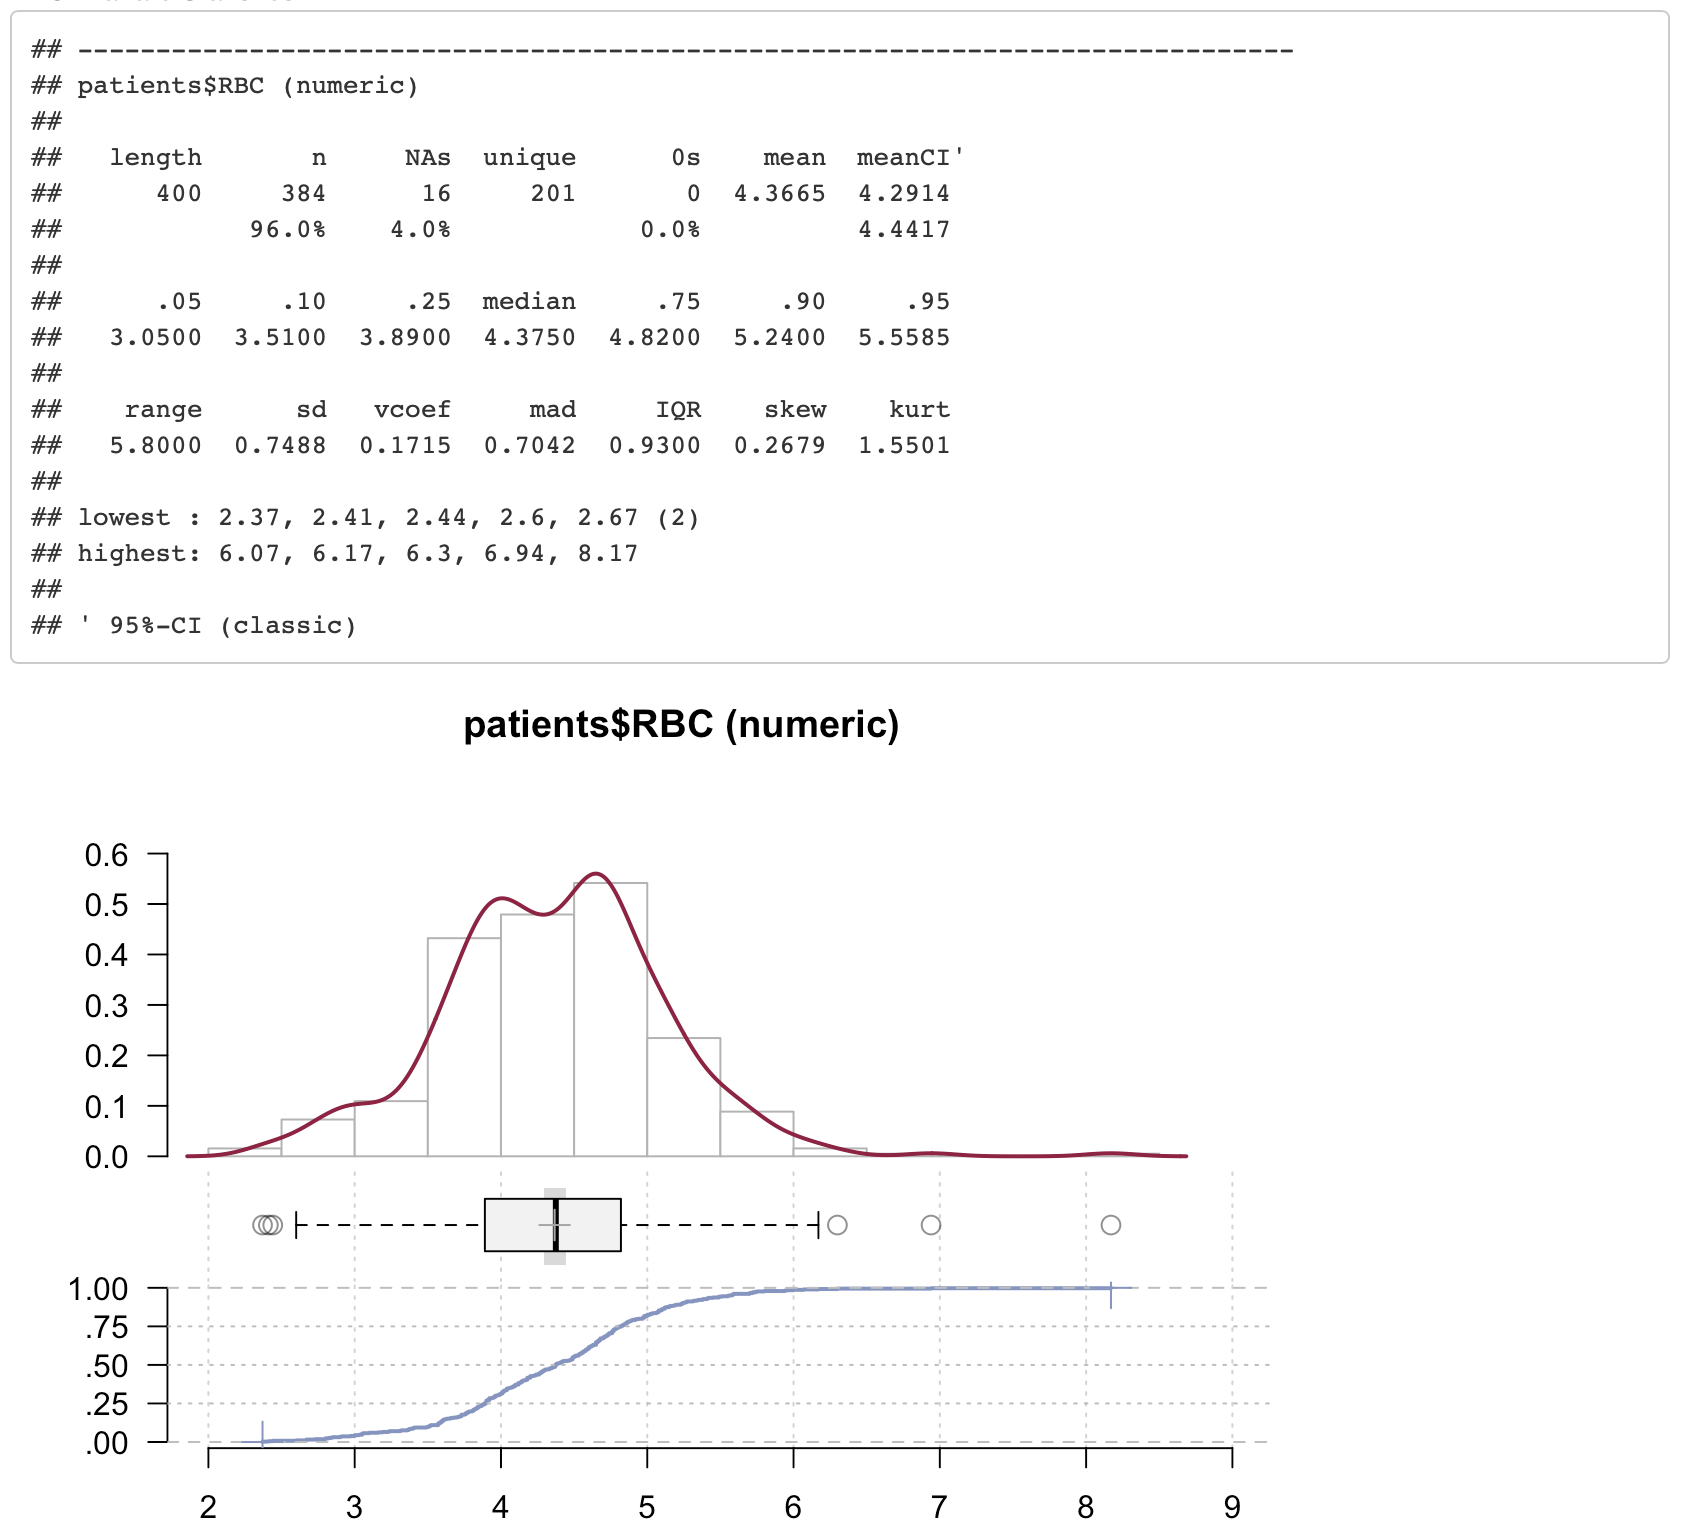 ## ------------------------------------------------------------------------------
## patients$RBC (numeric)
##
##   length       n     NAs  unique      0s    mean  meanCI'
##      400     384      16     201       0  4.3665  4.2914
##            96.0%    4.0%            0.0%          4.4417
##
##      .05     .10     .25  median     .75     .90     .95
##   3.0500  3.5100  3.8900  4.3750  4.8200  5.2400  5.5585
##
##    range      sd   vcoef     mad     IQR    skew    kurt
##   5.8000  0.7488  0.1715  0.7042  0.9300  0.2679  1.5501
##
## lowest : 2.37, 2.41, 2.44, 2.6, 2.67 (2)
## highest: 6.07, 6.17, 6.3, 6.94, 8.17
##
## ' 95%-CI (classic)
patients$RBC (numeric)
0.6
0.5
0.4
0.3
0.2
0.1
0.0
1.00
.75
.50
.25
.00
2 3 4 5 6 7 8 9